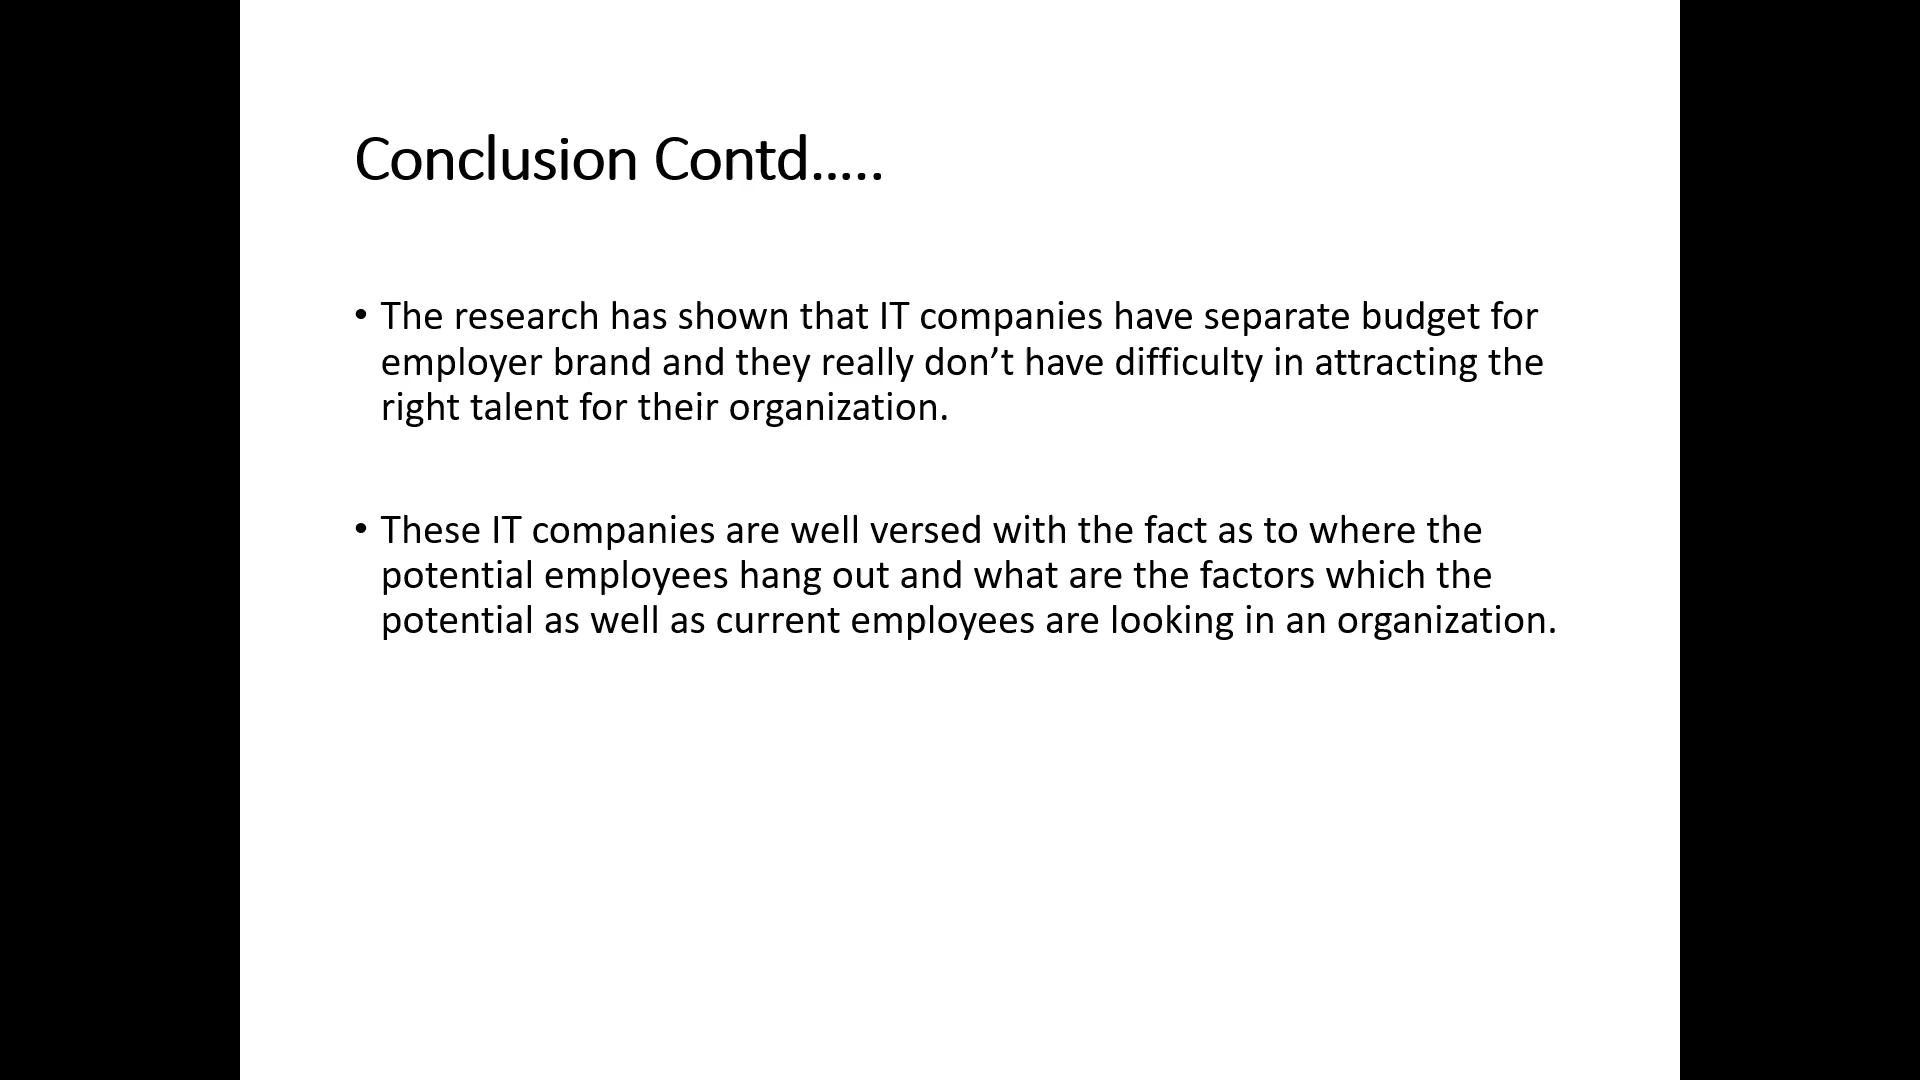 Conclusion Contd…..
• The research has shown that IT companies have separate budget for
employer brand and they really don’t have difficulty in attracting the
right talent for their organization.
• These IT companies are well versed with the fact as to where the
potential employees hang out and what are the factors which the
potential as well as current employees are looking in an organization.